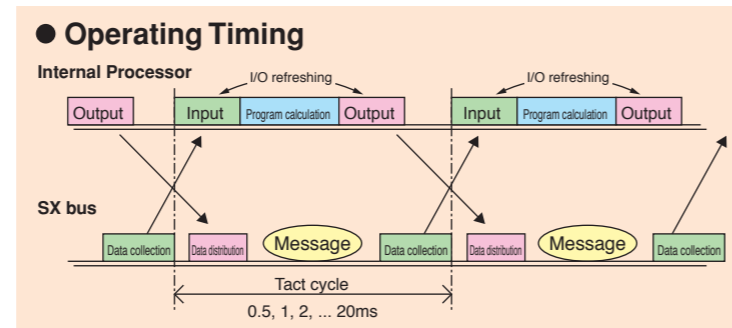 ● Operating Timing
Internal Processor
I/O refreshing
I/O refreshing
Output
Input
Program calculation
Output
Input
Program calculation
Output
SX bus
Data collection
Data distribution
Message
Data collection
Data distribution
Message
Data collection
Tact cycle
0.5, 1, 2, ... 20ms